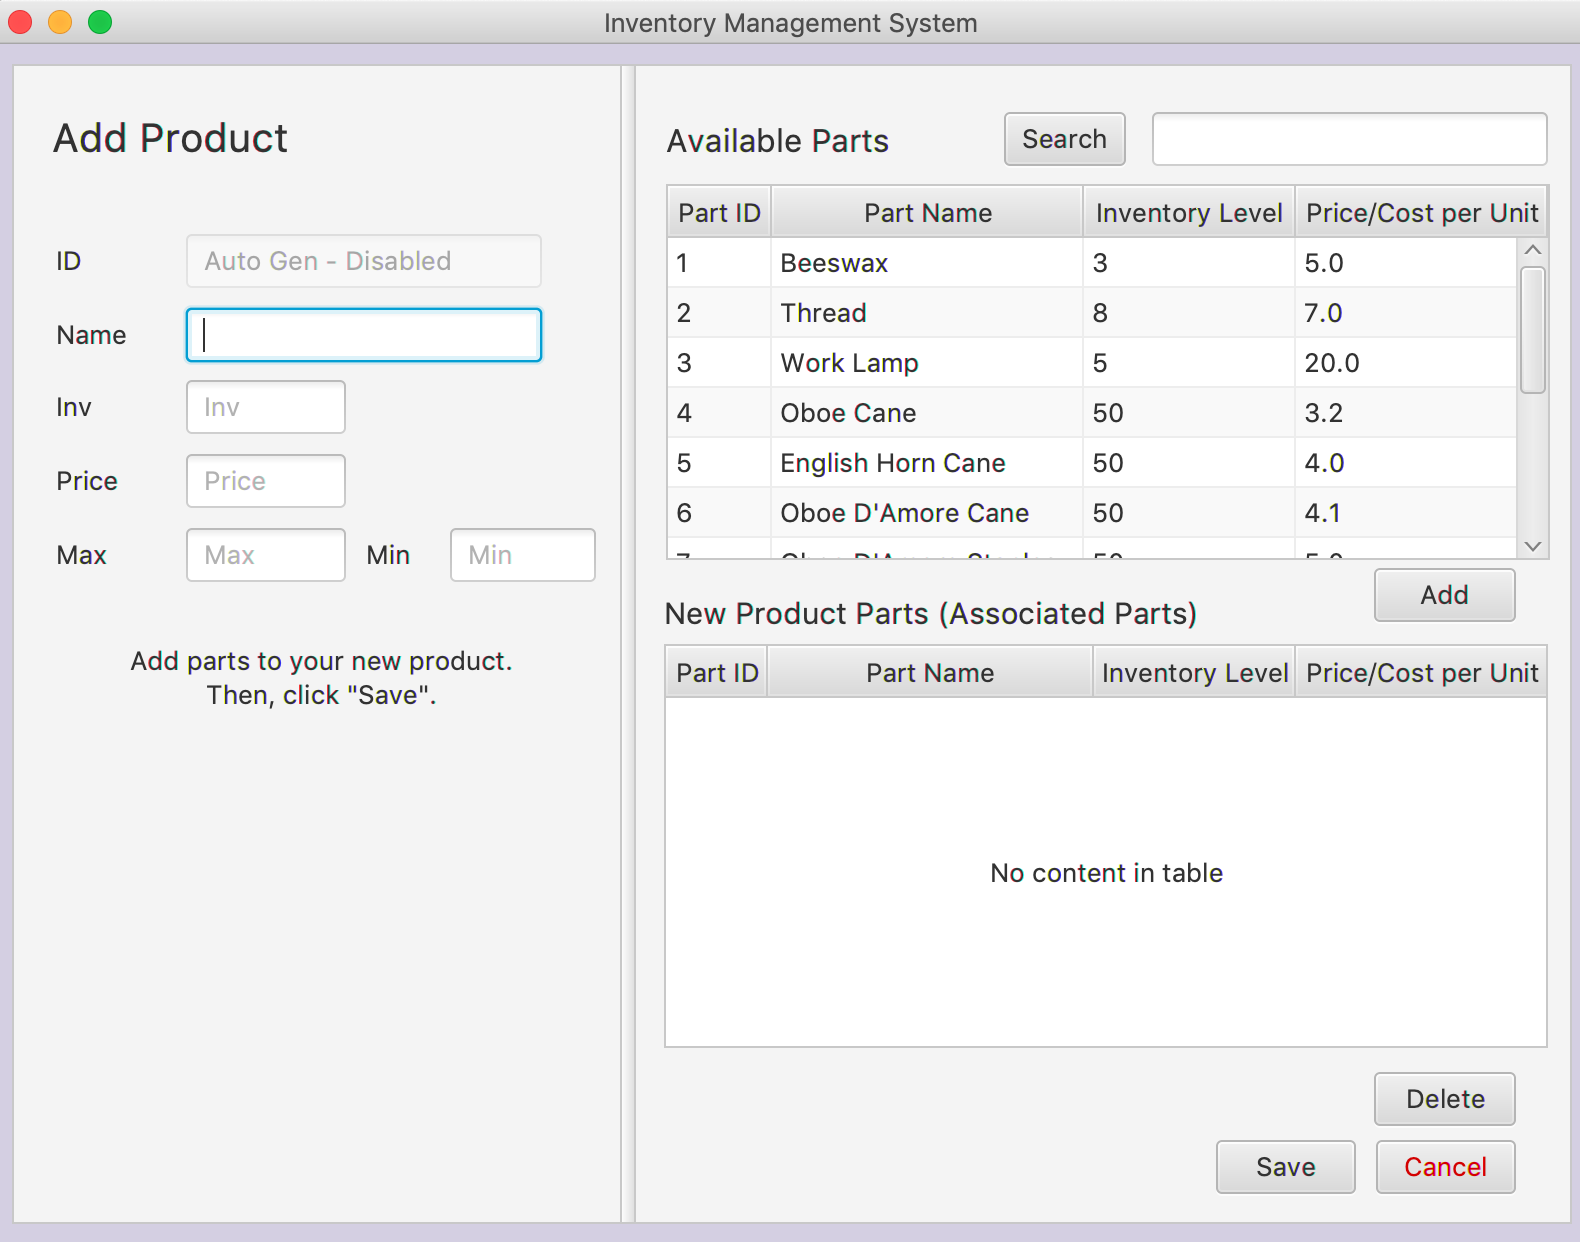 Inventory Management System
Add Product
ID Auto Gen - Disabled
Name
Inv Inv
Price Price
Max Max Min Min
Add parts to your new product.
Then, click "Save".
Available Parts Search
Part ID Part Name Inventory Level Price/Cost per Unit
1 Beeswax 3 5.0
2 Thread 8 7.0
3 Work Lamp 5 20.0
4 Oboe Cane 50 3.2
5 English Horn Cane 50 4.0
6 Oboe D'Amore Cane 50 4.1
Add
New Product Parts (Associated Parts)
Part ID Part Name Inventory Level Price/Cost per Unit
No content in table
Delete
Save Cancel